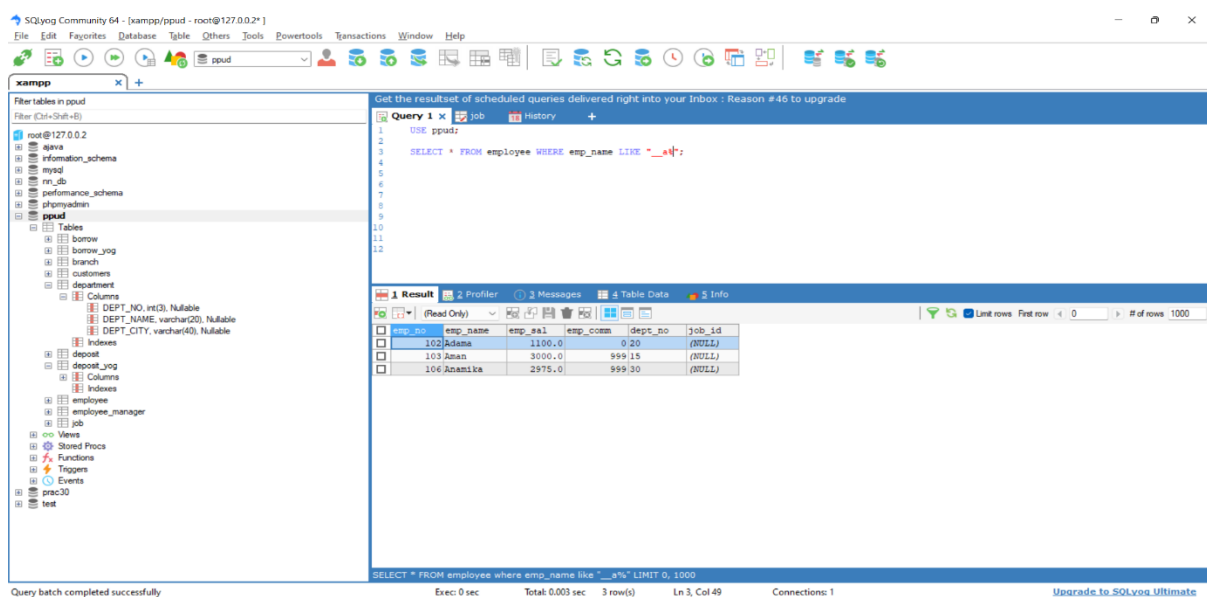 SQLyog Community 64 - [xampp/ppud - root@127.0.0.2* ]
File Edit Favorites Database Table Others Tools Powertools Transactions Window Help
ppud
xampp × +
Filter tables in ppud
Filter (Ctrl+Shift+B)
root@127.0.0.2
ajava
information_schema
mysql
nn_db
performance_schema
phpmyadmin
ppud
Tables
borrow
borrow_yog
branch
customers
department
Columns
DEPT_NO, int(3), Nullable
DEPT_NAME, varchar(20), Nullable
DEPT_CITY, varchar(40), Nullable
Indexes
deposit
deposit_yog
Columns
Indexes
employee
employee_manager
job
Views
Stored Procs
Functions
Triggers
Events
prac30
test
Get the resultset of scheduled queries delivered right into your Inbox : Reason #46 to upgrade
Query 1 × job History +
1 USE ppud;
2
3 SELECT * FROM employee WHERE emp_name LIKE "__a%";
4
5
6
7
8
9
10
11
12
1 Result 2 Profiler 3 Messages 4 Table Data 5 Info
(Read Only) Limit rows First row 0 # of rows 1000
emp_no emp_name emp_sal emp_comm dept_no job_id
102 Adama 1100.0 0 20 (NULL)
103 Aman 3000.0 999 15 (NULL)
106 Anamika 2975.0 999 30 (NULL)
SELECT * FROM employee where emp_name like "__a%" LIMIT 0, 1000
Query batch completed successfully Exec: 0 sec Total: 0.003 sec 3 row(s) Ln 3, Col 49 Connections: 1 Upgrade to SQLyog Ultimate